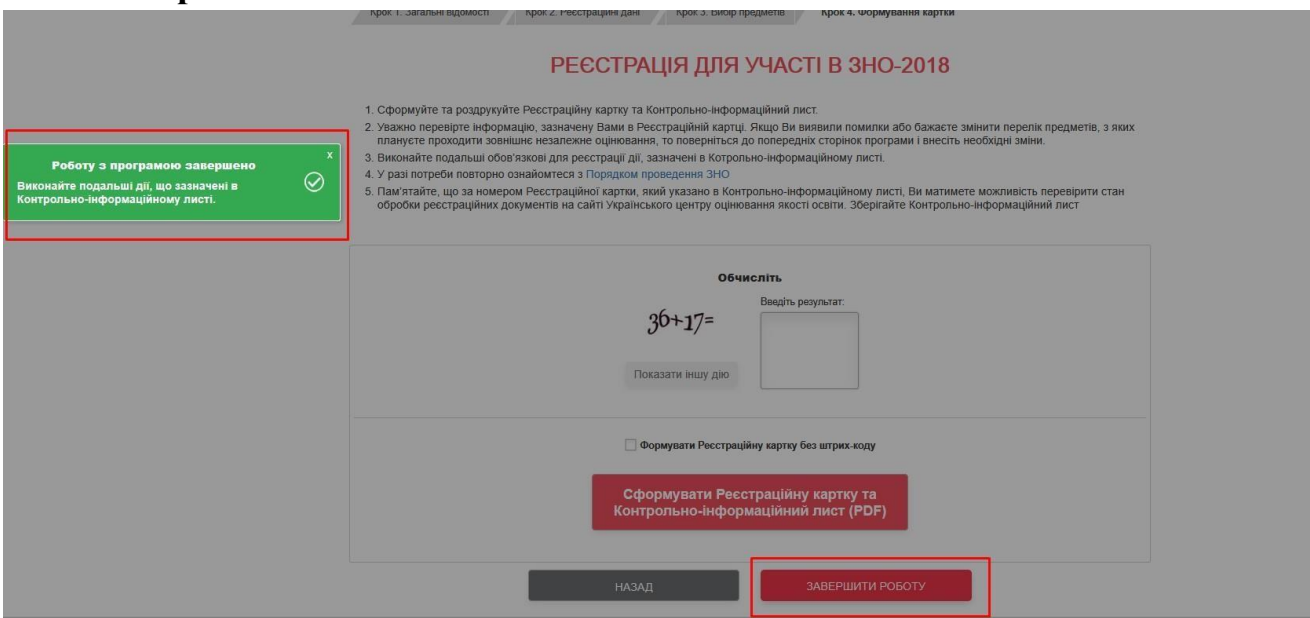 Крок 1. Загальні відомості Крок 2. Реєстраційні дані Крок 3. Вибір предметів Крок 4. Формування картки
РЕЄСТРАЦІЯ ДЛЯ УЧАСТІ В ЗНО-2018
1. Сформуйте та роздрукуйте Реєстраційну картку та Контрольно-інформаційний лист.
2. Уважно перевірте інформацію, зазначену Вами в Реєстраційній картці. Якщо Ви виявили помилки або бажаєте змінити перелік предметів, з яких
плануєте проходити зовнішнє незалежне оцінювання, то поверніться до попередніх сторінок програми і внесіть необхідні зміни.
3. Виконайте подальші обов'язкові для реєстрації дії, зазначені в Котрольно-інформаційному листі.
4. У разі потреби повторно ознайомтеся з Порядком проведення ЗНО
5. Пам'ятайте, що за номером Реєстраційної картки, який указано в Контрольно-інформаційному листі, Ви матимете можливість перевірити стан
обробки реєстраційних документів на сайті Українського центру оцінювання якості освіти. Зберігайте Контрольно-інформаційний лист
x
Роботу з програмою завершено
Виконайте подальші дії, що зазначені в
Контрольно-інформаційному листі.
Обчисліть
Введіть результат:
36+17=
Показати іншу дію
Формувати Реєстраційну картку без штрих-коду
Сформувати Реєстраційну картку та
Контрольно-інформаційний лист (PDF)
НАЗАД ЗАВЕРШИТИ РОБОТУ